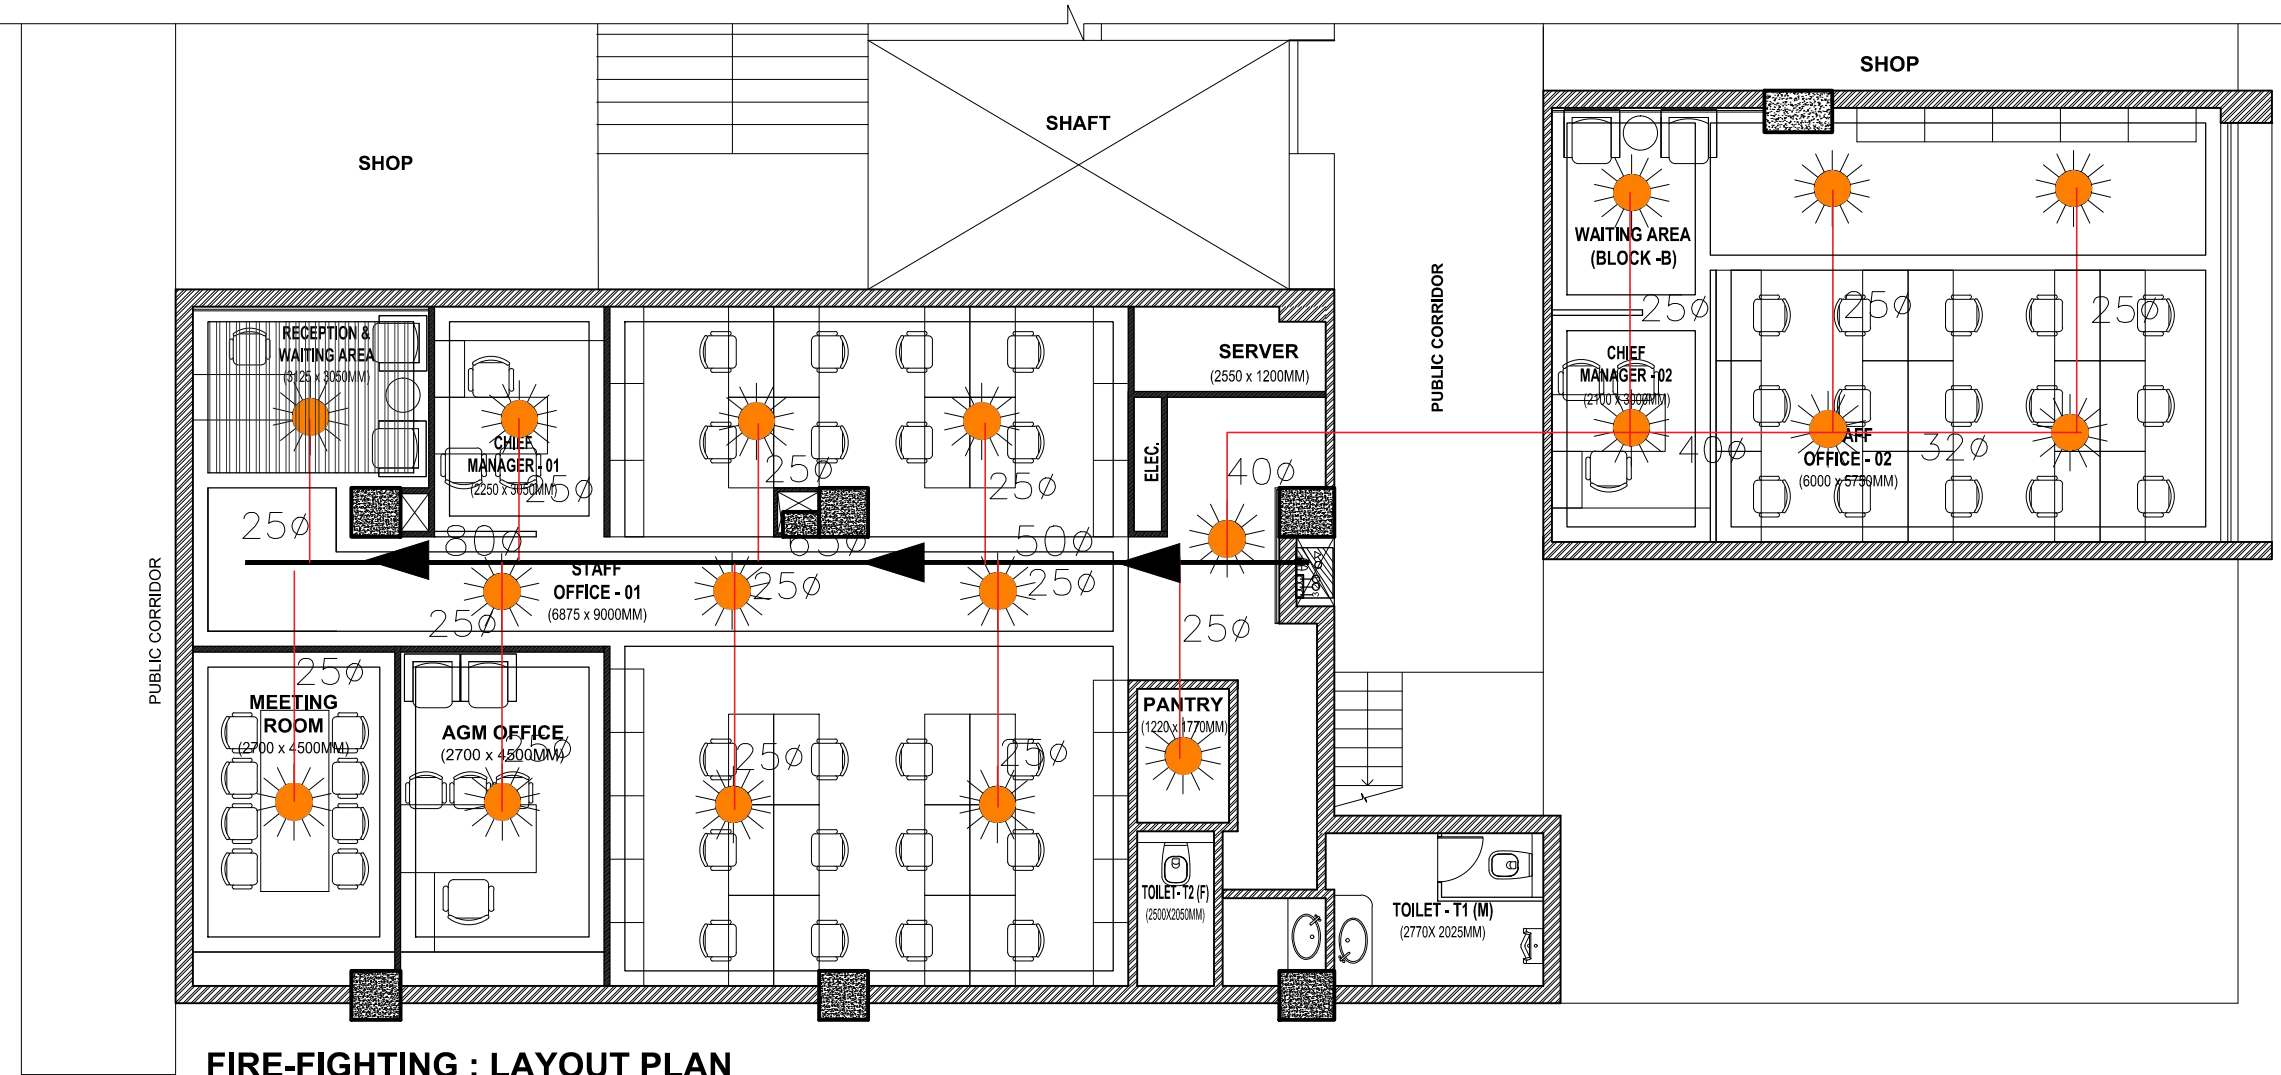 SHOP
SHOP
SHAFT
PUBLIC CORRIDOR
WAITING AREA
(BLOCK -B)
25ø
25ø
25ø
CHIEF
MANAGER - 02
(2100 x 3000MM)
40ø
32ø
OFFICE - 02
(6000 x 5750MM)
RECEPTION &
WAITING AREA
(3125 x 3050MM)
CHIEF
MANAGER - 01
(2250 x 3050MM)
25ø
25ø
25ø
25ø
SERVER
(2550 x 1200MM)
ELEC.
40ø
80ø
65ø
50ø
STAFF
OFFICE - 01
(6875 x 9000MM)
25ø
25ø
25ø
25ø
PUBLIC CORRIDOR
25ø
MEETING
ROOM
(2700 x 4500MM)
AGM OFFICE
(2700 x 4500MM)
25ø
25ø
25ø
PANTRY
(1220 x 1770MM)
TOILET- T2 (F)
(2500X2050MM)
TOILET - T1 (M)
(2770X 2025MM)
FIRE-FIGHTING : LAYOUT PLAN